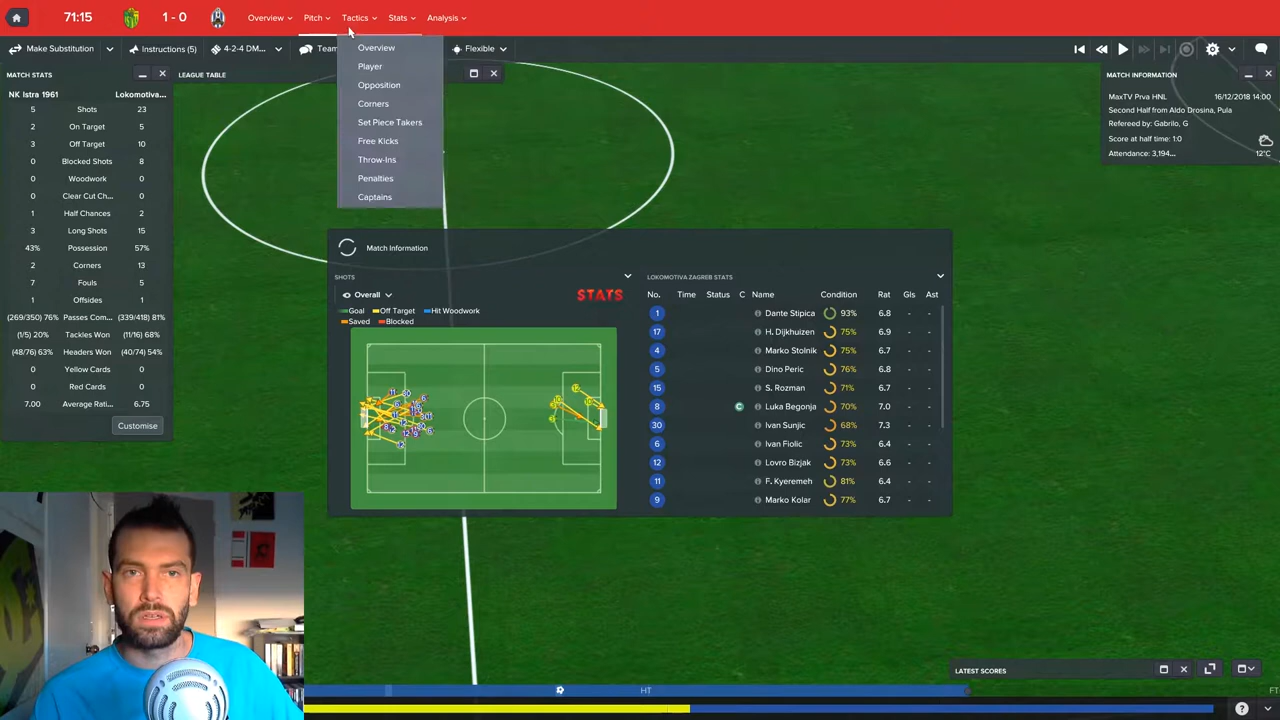 71:15 1 - 0 Overview Pitch Tactics Stats Analysis
Make Substitution Instructions (5) 4-2-4 DM... Team Flexible
Overview
Player
Opposition
Corners
Set Piece Takers
Free Kicks
Throw-Ins
Penalties
Captains
MATCH STATS
NK Istra 1961 Lokomotiva...
5 Shots 23
2 On Target 5
3 Off Target 10
0 Blocked Shots 8
0 Woodwork 0
0 Clear Cut Ch... 0
1 Half Chances 2
3 Long Shots 15
43% Possession 57%
2 Corners 13
7 Fouls 5
1 Offsides 1
(269/350) 76% Passes Com... (339/418) 81%
(1/5) 20% Tackles Won (11/16) 68%
(48/76) 63% Headers Won (40/74) 54%
0 Yellow Cards 0
0 Red Cards 0
7.00 Average Rati... 6.75
Customise
LEAGUE TABLE
MATCH INFORMATION
MaxTV Prva HNL 16/12/2018 14:00
Second Half from Aldo Drosina, Pula
Refereed by: Gabrilo, G
Score at half time: 1:0
Attendance: 3,194... 12°C
Match Information
SHOTS
Overall STATS
Goal Off Target Hit Woodwork
Saved Blocked
LOKOMOTIVA ZAGREB STATS
No. Time Status C Name Condition Rat Gls Ast
1 Dante Stipica 93% 6.8 - -
17 H. Dijkhuizen 75% 6.9 - -
4 Marko Stolnik 75% 6.7 - -
5 Dino Peric 76% 6.8 - -
15 S. Rozman 71% 6.7 - -
8 C Luka Begonja 70% 7.0 - -
30 Ivan Sunjic 68% 7.3 - -
6 Ivan Fiolic 73% 6.4 - -
12 Lovro Bizjak 73% 6.6 - -
11 F. Kyeremeh 81% 6.4 - -
9 Marko Kolar 77% 6.7 - -
LATEST SCORES
HT FT